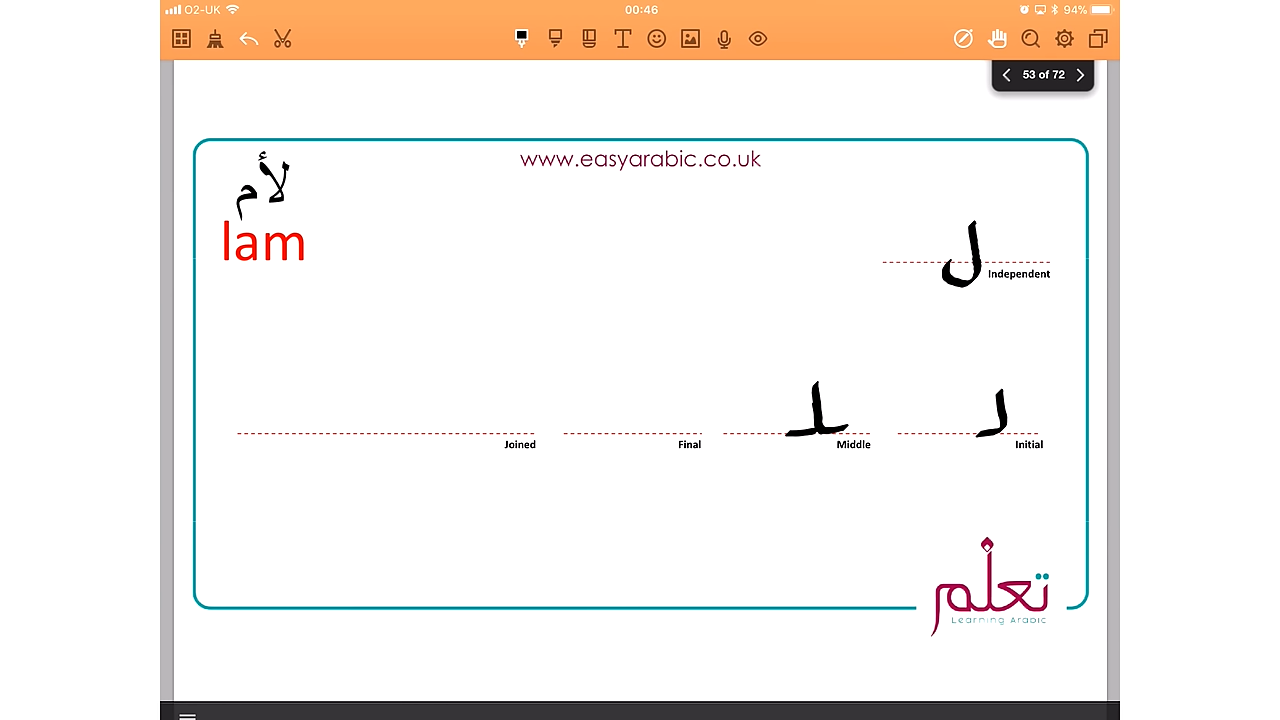 O2-UK 00:46 94%
53 of 72
www.easyarabic.co.uk
لأم
lam
ل
Independent
لـ
ـلـ
Joined Final Middle Initial
تعلم
Learning Arabic